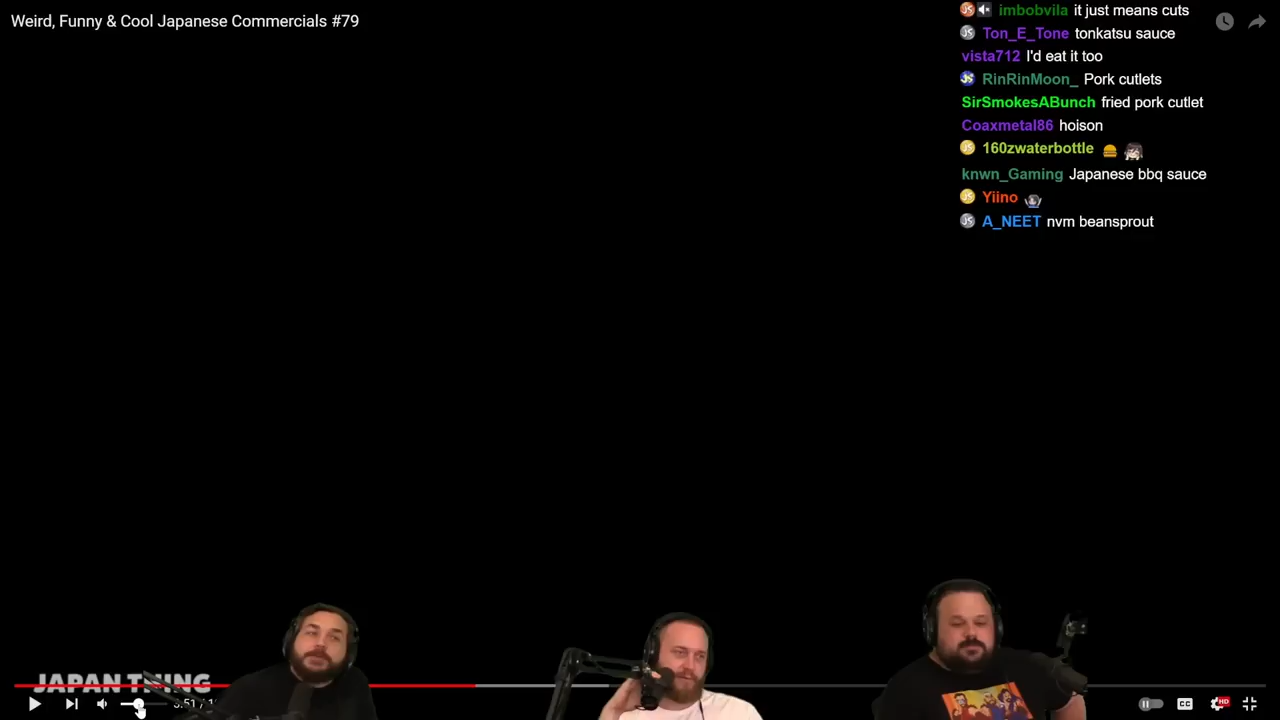 Weird, Funny & Cool Japanese Commercials #79
imbobvila it just means cuts
Ton_E_Tone tonkatsu sauce
vista712 I'd eat it too
RinRinMoon_ Pork cutlets
SirSmokesABunch fried pork cutlet
Coaxmetal86 hoison
160zwaterbottle
knwn_Gaming Japanese bbq sauce
Yiino
A_NEET nvm beansprout
JAPAN THING
CC
HD